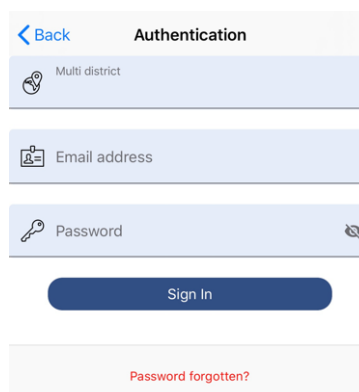 Back Authentication
Multi district
Email address
Password
Sign In
Password forgotten?